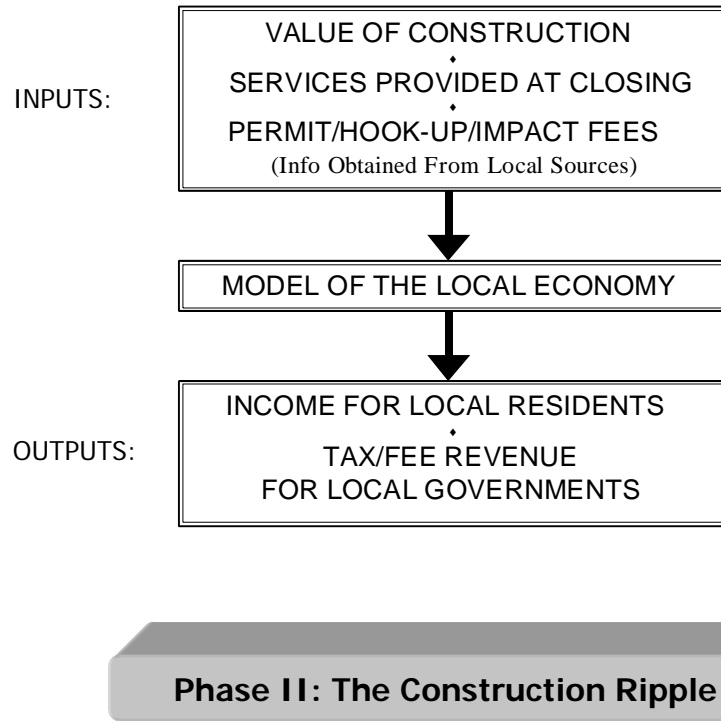 VALUE OF CONSTRUCTION
SERVICES PROVIDED AT CLOSING
INPUTS:
PERMIT/HOOK-UP/IMPACT FEES
(Info Obtained From Local Sources)
MODEL OF THE LOCAL ECONOMY
INCOME FOR LOCAL RESIDENTS
OUTPUTS:
TAX/FEE REVENUE
FOR LOCAL GOVERNMENTS
Phase II: The Construction Ripple